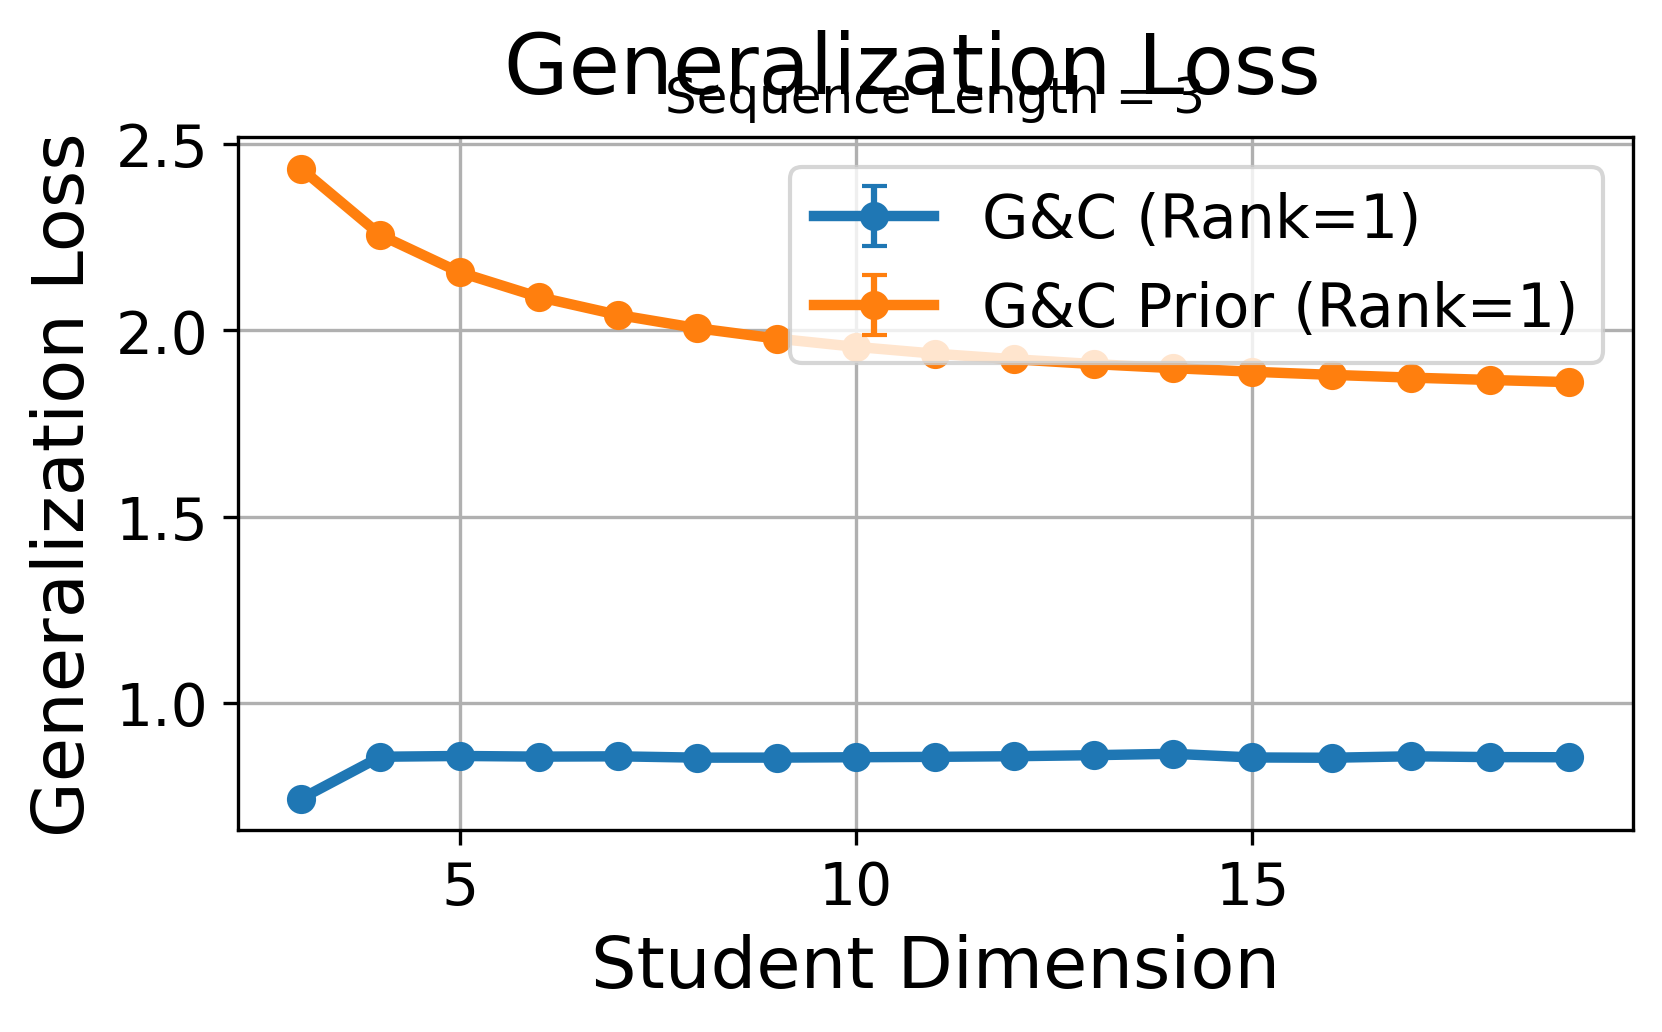 Generalization Loss
Sequence Length = 3
Generalization Loss
2.5
2.0
1.5
1.0
G&C (Rank=1)
G&C Prior (Rank=1)
5 10 15
Student Dimension